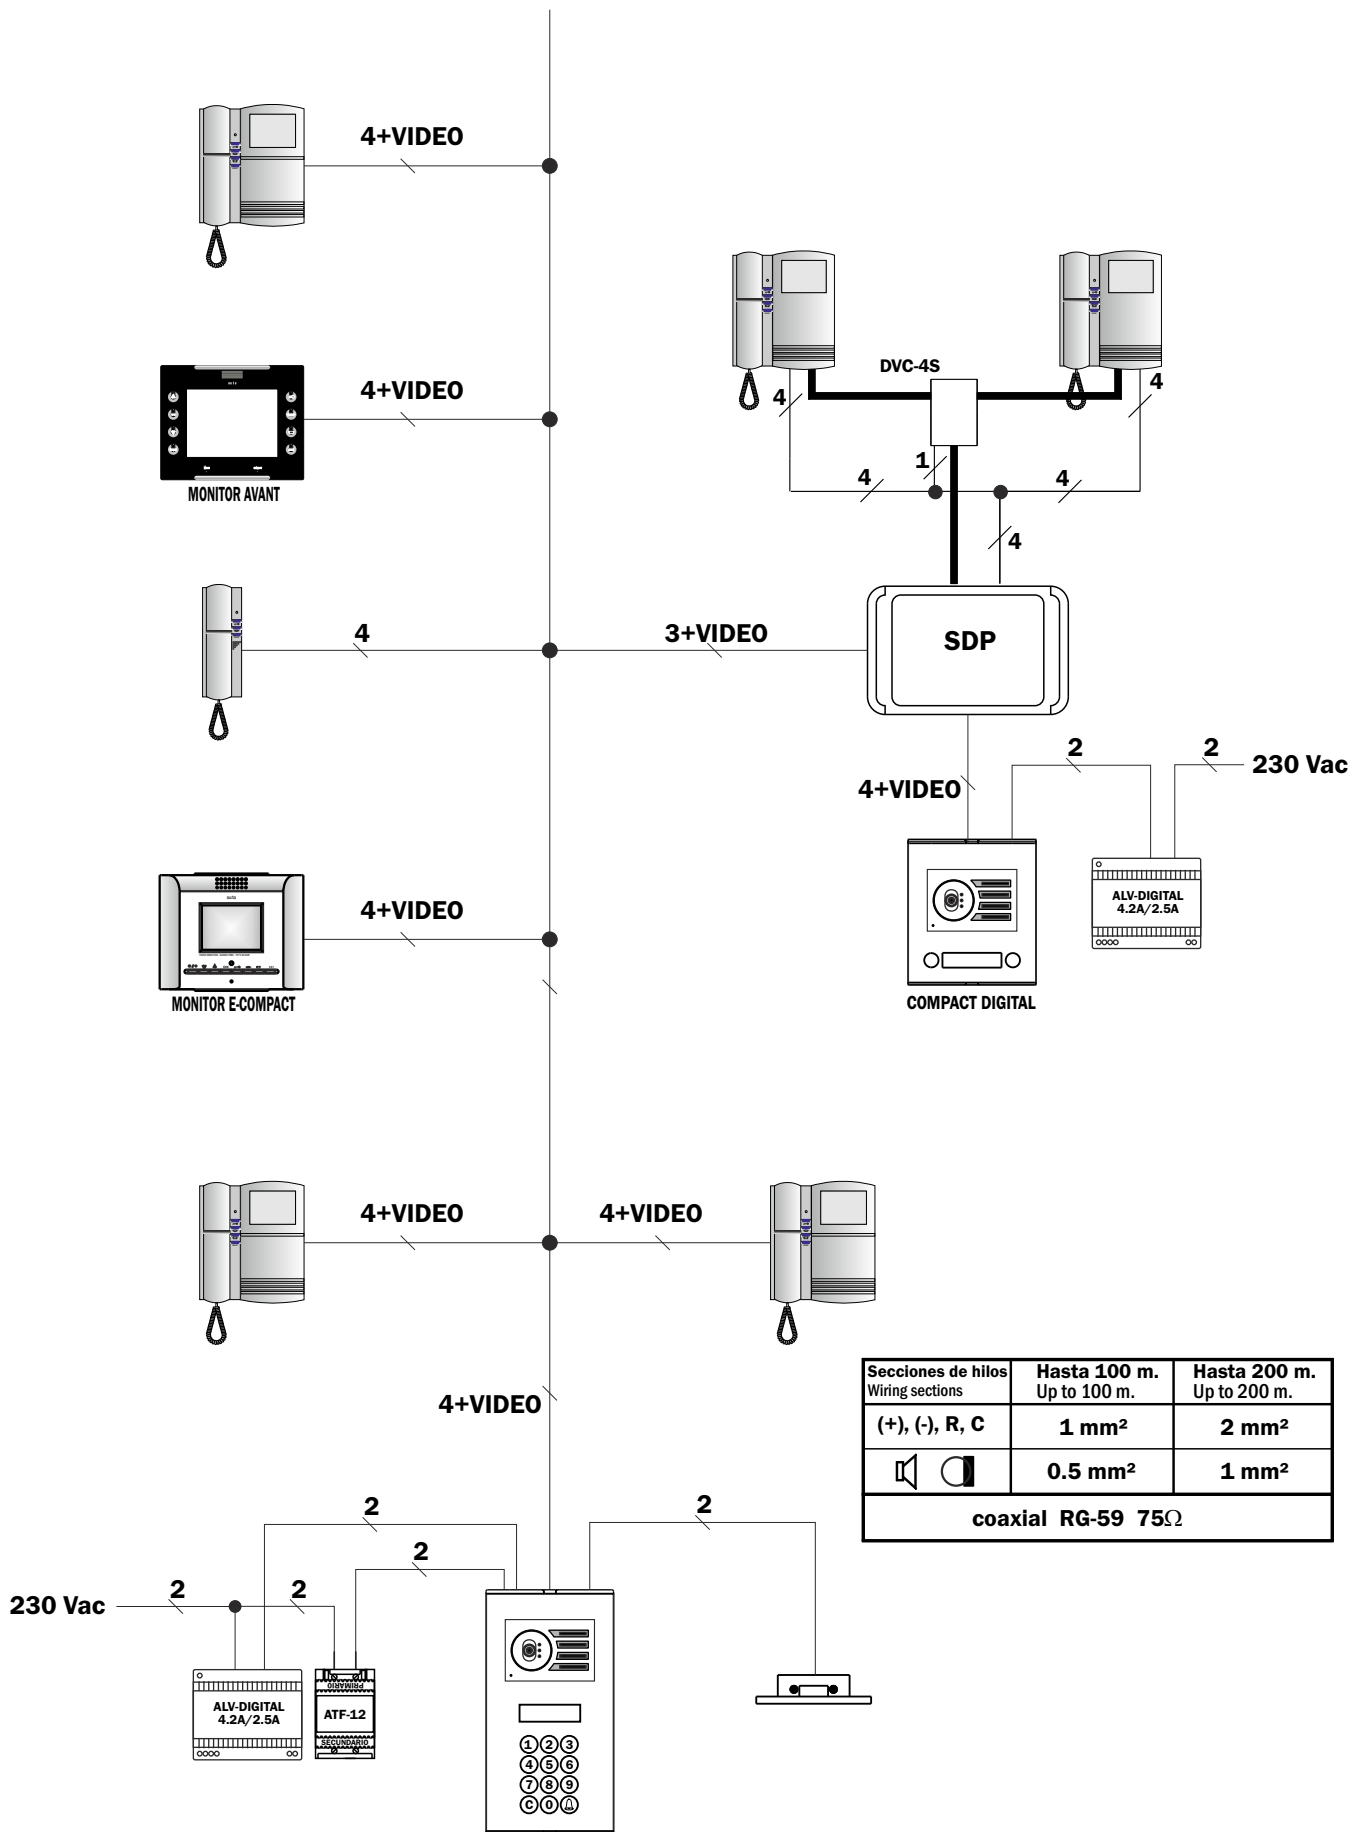 4+VIDEO
DVC-4S
4+VIDEO
4
4
MONITOR AVANT
1
4
4
4
4
3+VIDEO
SDP
2
2
230 Vac
4+VIDEO
ALV-DIGITAL
4.2A/2.5A
4+VIDEO
MONITOR E-COMPACT
COMPACT DIGITAL
4+VIDEO
4+VIDEO
Secciones de hilos
Wiring sections
Hasta 100 m.
Up to 100 m.
Hasta 200 m.
Up to 200 m.
(+), (-), R, C
1 mm²
2 mm²
0.5 mm²
1 mm²
coaxial RG-59 75Ω
4+VIDEO
2
2
2
230 Vac
2
2
ALV-DIGITAL
4.2A/2.5A
PRIMARIO
ATF-12
SECUNDARIO
1 2 3
4 5 6
7 8 9
C 0